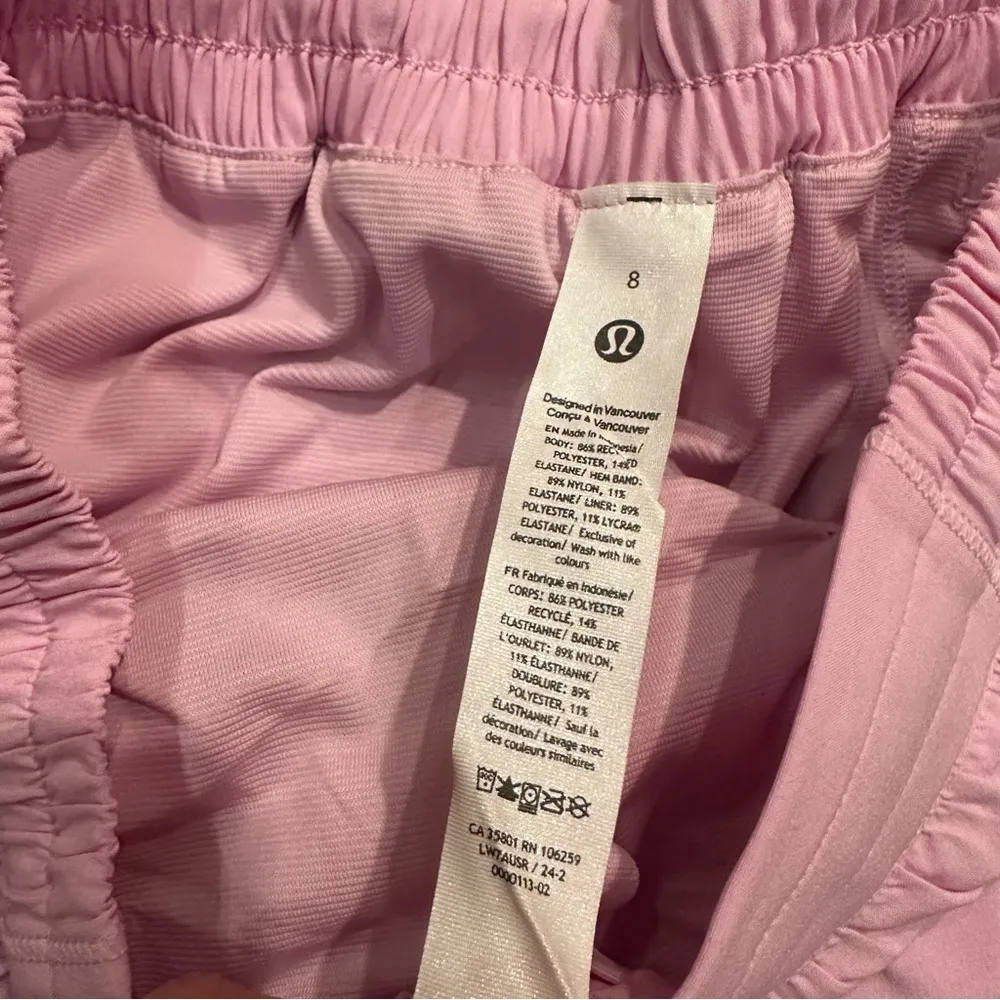 8
Designed in Vancouver
Conçu à Vancouver
EN Made in
BODY: 86%
POLYESTER, 14%
ELASTANE/ HEM BAND:
89% NYLON, 11%
ELASTANE/ LINER: 89%
POLYESTER, 11% LYCRA®
ELASTANE/ Exclusive of
decoration/ Wash with like
colours
FR Fabriqué en Indonésie/
CORPS: 86% POLYESTER
RECYCLÉ, 14%
ÉLASTHANNE/ BANDE DE
L'OURLET: 89% NYLON,
11% ÉLASTHANNE/
DOUBLURE: 89%
POLYESTER, 11%
ÉLASTHANNE/ Sauf la
décoration/ Lavage avec
des couleurs similaires
CA 35801 RN 106259
LW7AUSR / 24-2
0000113-02